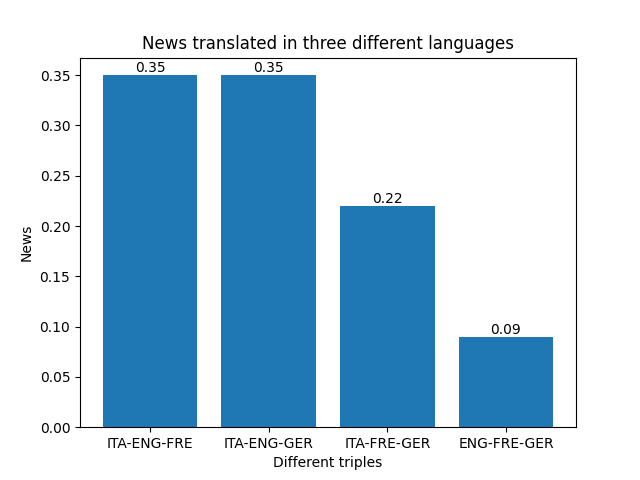 News translated in three different languages
News
0.35
0.30
0.25
0.20
0.15
0.10
0.05
0.00
0.35
0.35
0.22
0.09
ITA-ENG-FRE
ITA-ENG-GER
ITA-FRE-GER
ENG-FRE-GER
Different triples